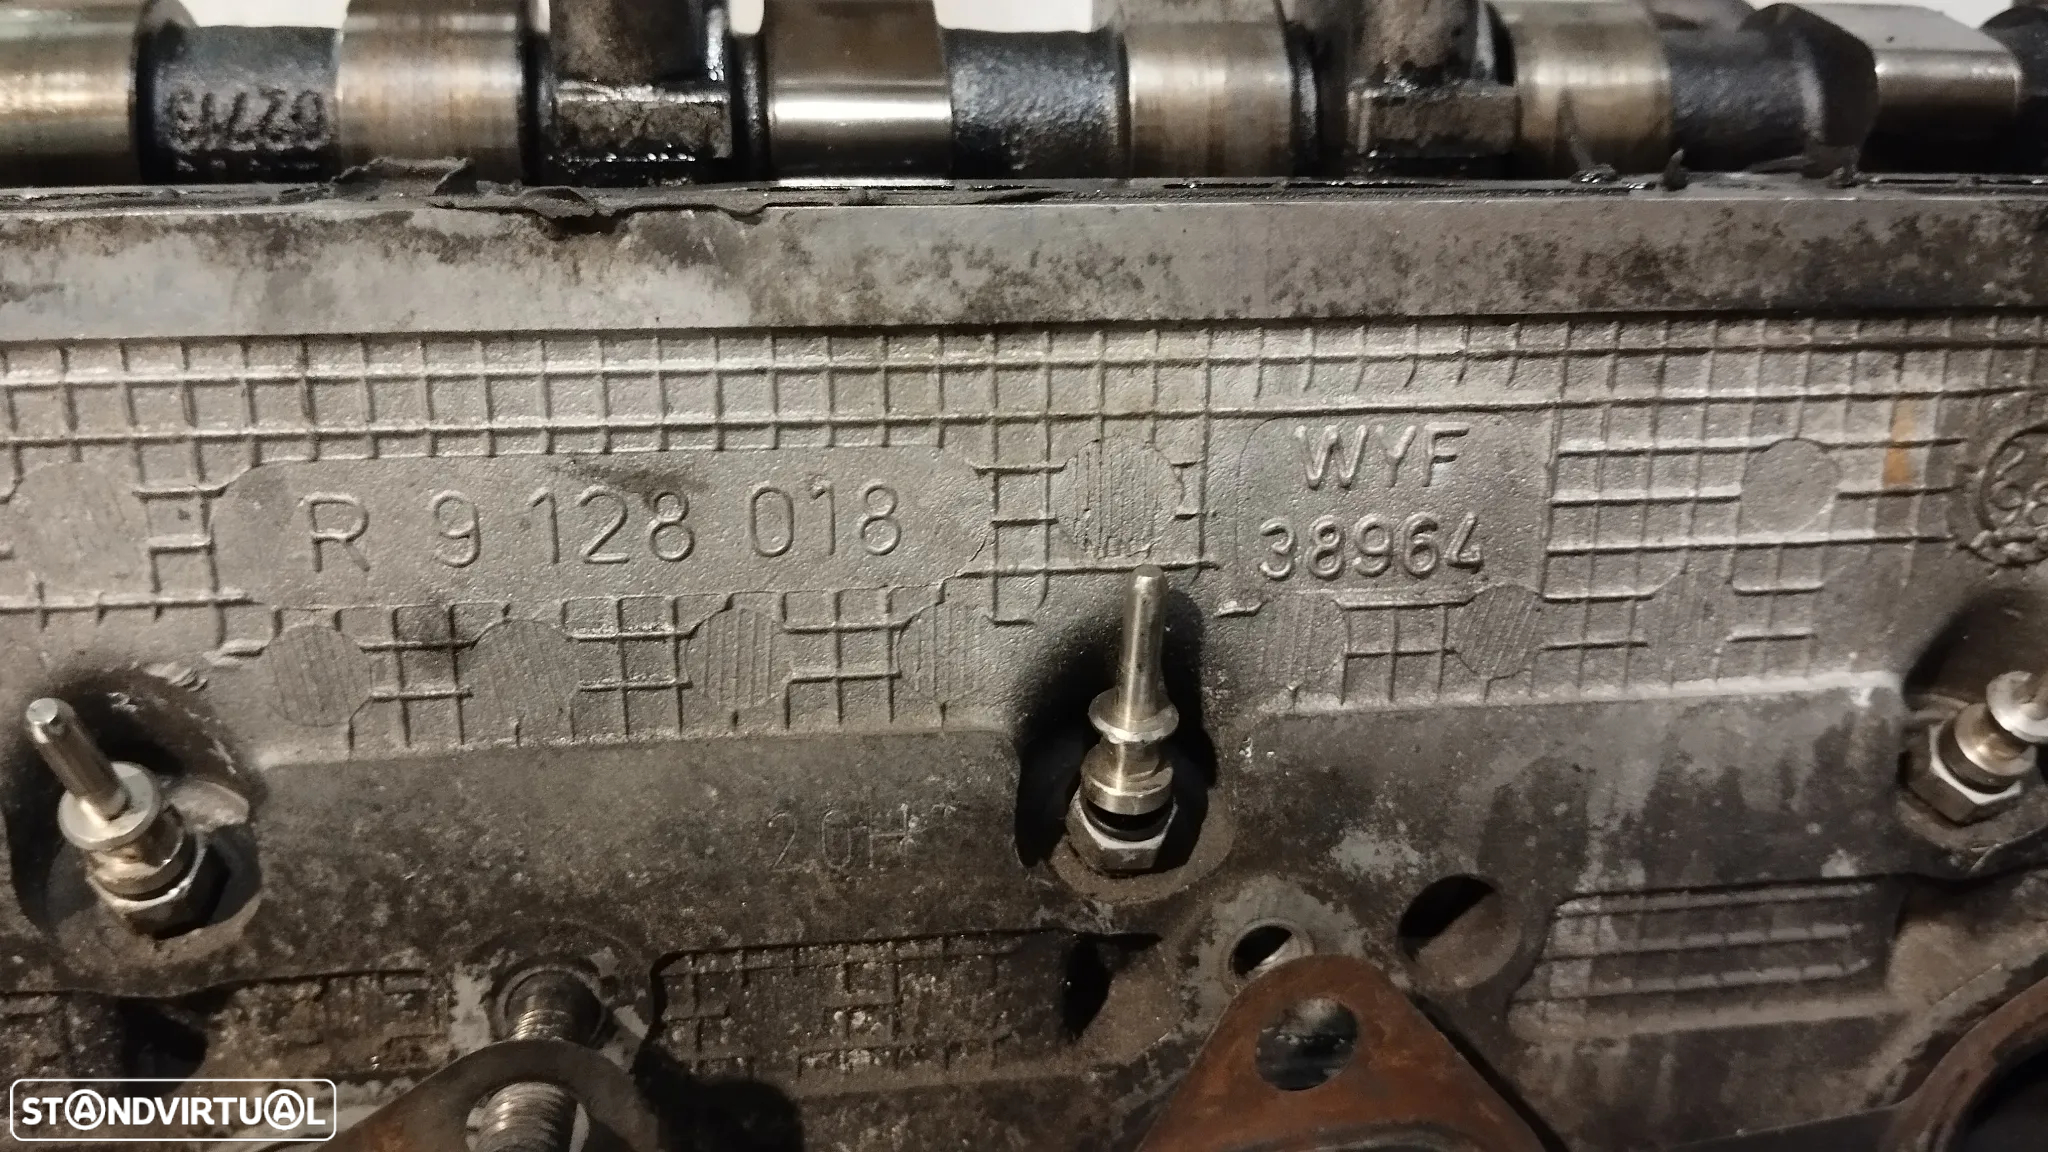 R 9 128 018
WYF
38964
20H
STANDVIRTUAL